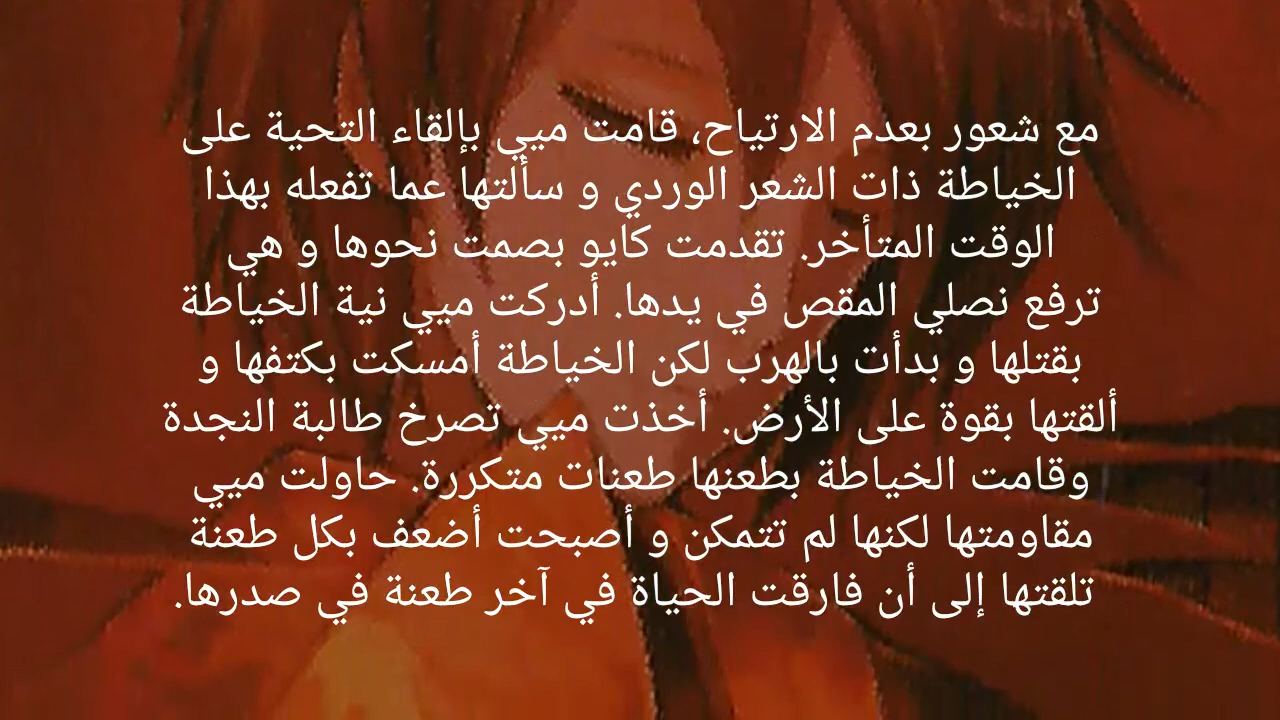 مع شعور بعدم الارتياح، قامت ميي بإلقاء التحية على
الخياطة ذات الشعر الوردي و سألتها عما تفعله بهذا
الوقت المتأخر. تقدمت كايو بصمت نحوها و هي
ترفع نصلي المقص في يدها. أدركت ميي نية الخياطة
بقتلها و بدأت بالهرب لكن الخياطة أمسكت بكتفها و
ألقتها بقوة على الأرض. أخذت ميي تصرخ طالبة النجدة
وقامت الخياطة بطعنها طعنات متكررة. حاولت ميي
مقاومتها لكنها لم تتمكن و أصبحت أضعف بكل طعنة
تلقتها إلى أن فارقت الحياة في آخر طعنة في صدرها.